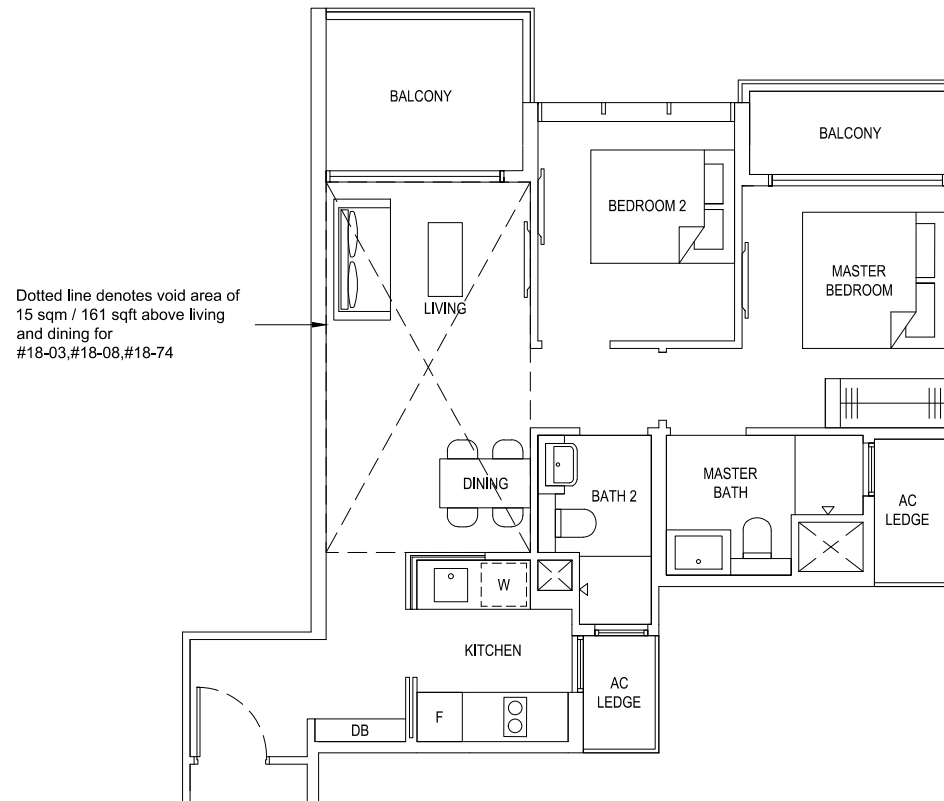 BALCONY
BALCONY
BEDROOM 2
MASTER
BEDROOM
Dotted line denotes void area of
15 sqm / 161 sqft above living
and dining for
#18-03,#18-08,#18-74
LIVING
DINING
BATH 2
MASTER
BATH
AC
LEDGE
W
KITCHEN
AC
LEDGE
F
DB